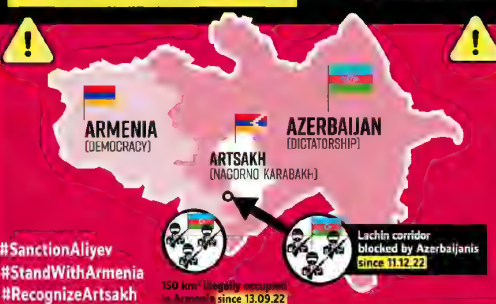 ARMENIA
(DEMOCRACY)
AZERBAIJAN
(DICTATORSHIP)
ARTSAKH
(NAGORNO KARABAKH)
Lachin corridor
blocked by Azerbaijanis
since 11.12.22
#SanctionAliyev
#StandWithArmenia
#RecognizeArtsakh
150 km² illegally occupied
in Armenia since 13.09.22